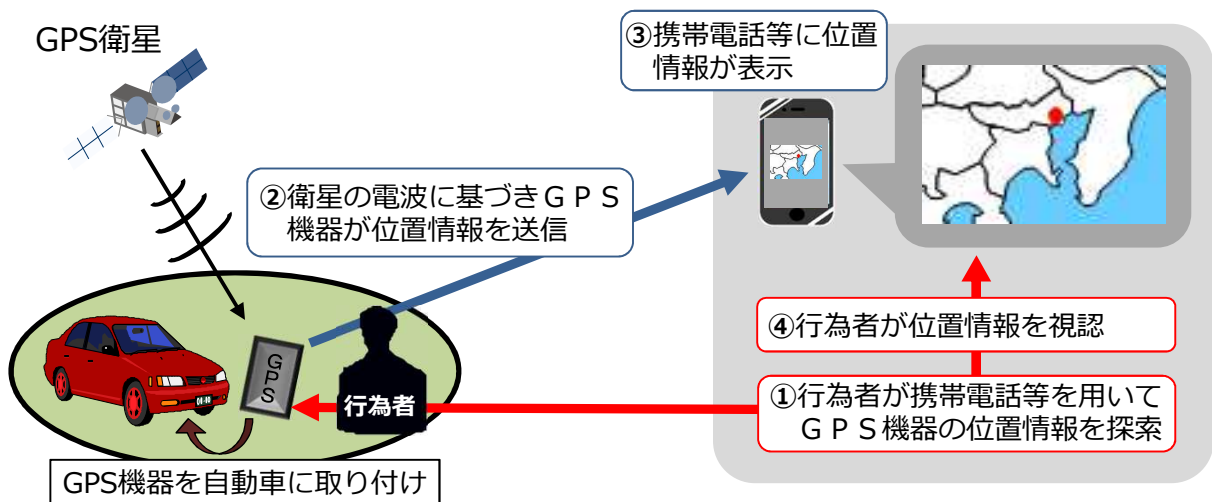 GPS衛星
③携帯電話等に位置
情報が表示
②衛星の電波に基づきＧＰＳ
機器が位置情報を送信
GPS
行為者
④行為者が位置情報を視認
①行為者が携帯電話等を用いて
ＧＰＳ機器の位置情報を探索
GPS機器を自動車に取り付け